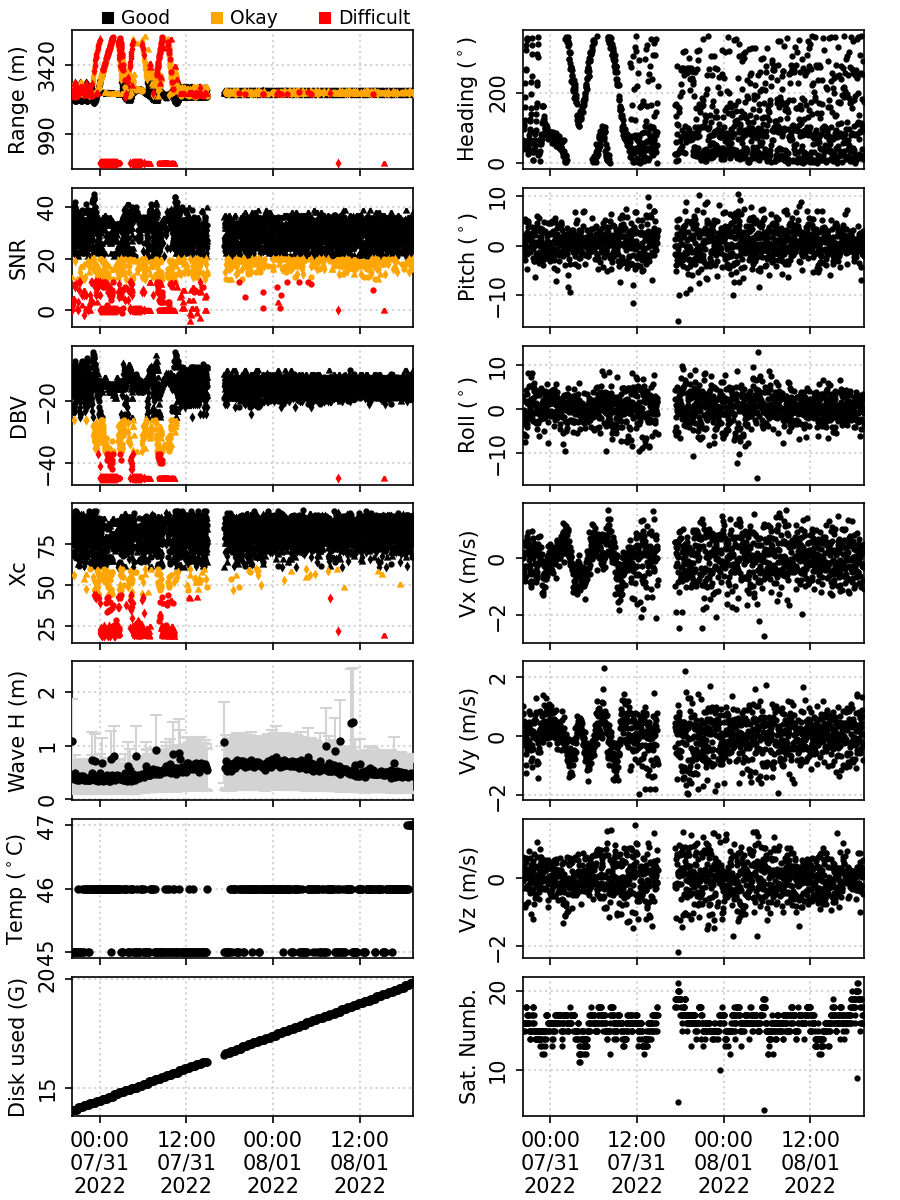 Good Okay Difficult
Range (m)
3420
990
Heading (°)
200
0
SNR
40
20
0
Pitch (°)
10
0
−10
DBV
−20
−40
Roll (°)
10
0
−10
Xc
75
50
25
Vx (m/s)
0
−2
Wave H (m)
2
1
0
Vy (m/s)
2
0
−2
Temp (°C)
47
46
45
Vz (m/s)
0
−2
Disk used (G)
20
15
Sat. Numb.
20
10
00:00 12:00 00:00 12:00
07/31 07/31 08/01 08/01
2022 2022 2022 2022
00:00 12:00 00:00 12:00
07/31 07/31 08/01 08/01
2022 2022 2022 2022